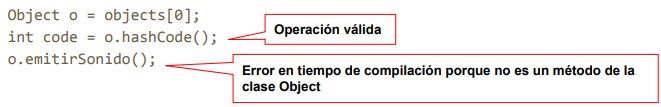 Object o = objects[0];
int code = o.hashCode();
Operación válida
o.emitirSonido();
Error en tiempo de compilación porque no es un método de la
clase Object